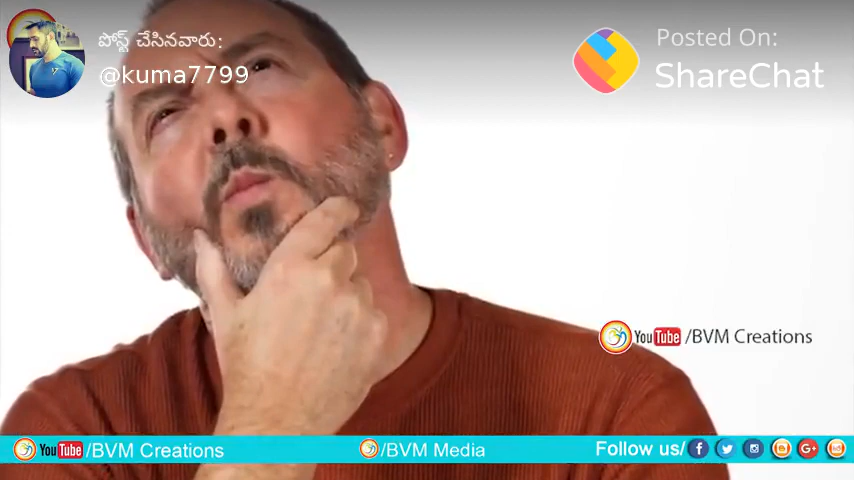 పోస్ట్ చేసినవారు:
@kuma7799
Posted On:
ShareChat
YouTube /BVM Creations
YouTube /BVM Creations
/BVM Media
Follow us/